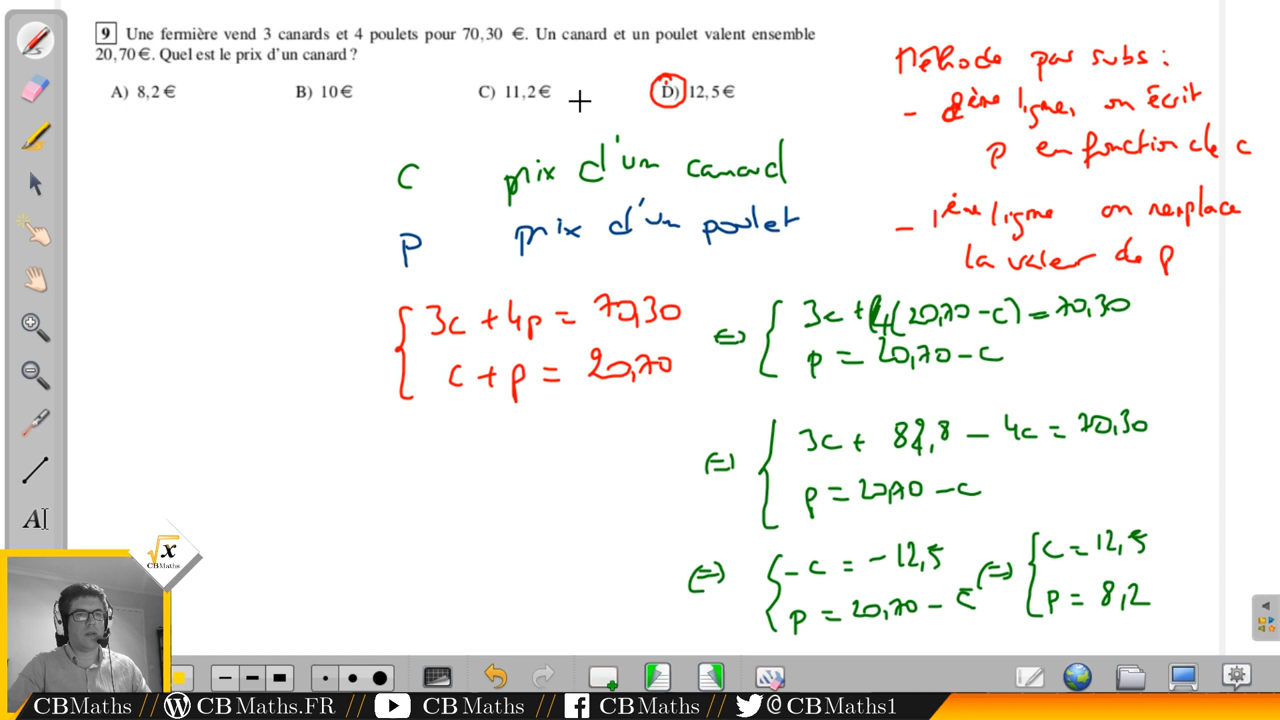 9 Une fermière vend 3 canards et 4 poulets pour 70,30 €. Un canard et un poulet valent ensemble
20,70 €. Quel est le prix d'un canard ?
A) 8,2 € B) 10 € C) 11,2 € D) 12,5 €
Méthode par subs :
- 2ème ligne, on écrit
p en fonction de c
- 1ère ligne on remplace
la valeur de p
c prix d'un canard
p prix d'un poulet
3c + 4p = 70,30
c + p = 20,70
⇔ 3c + 4(20,70 - c) = 70,30
p = 20,70 - c
⇔ 3c + 82,8 - 4c = 70,30
p = 20,70 - c
⇔ -c = -12,5
p = 20,70 - c
⇔ c = 12,5
p = 8,2
AI
√x
CBMaths
CBMaths CBMaths.FR CB Maths CB Maths @CBMaths1